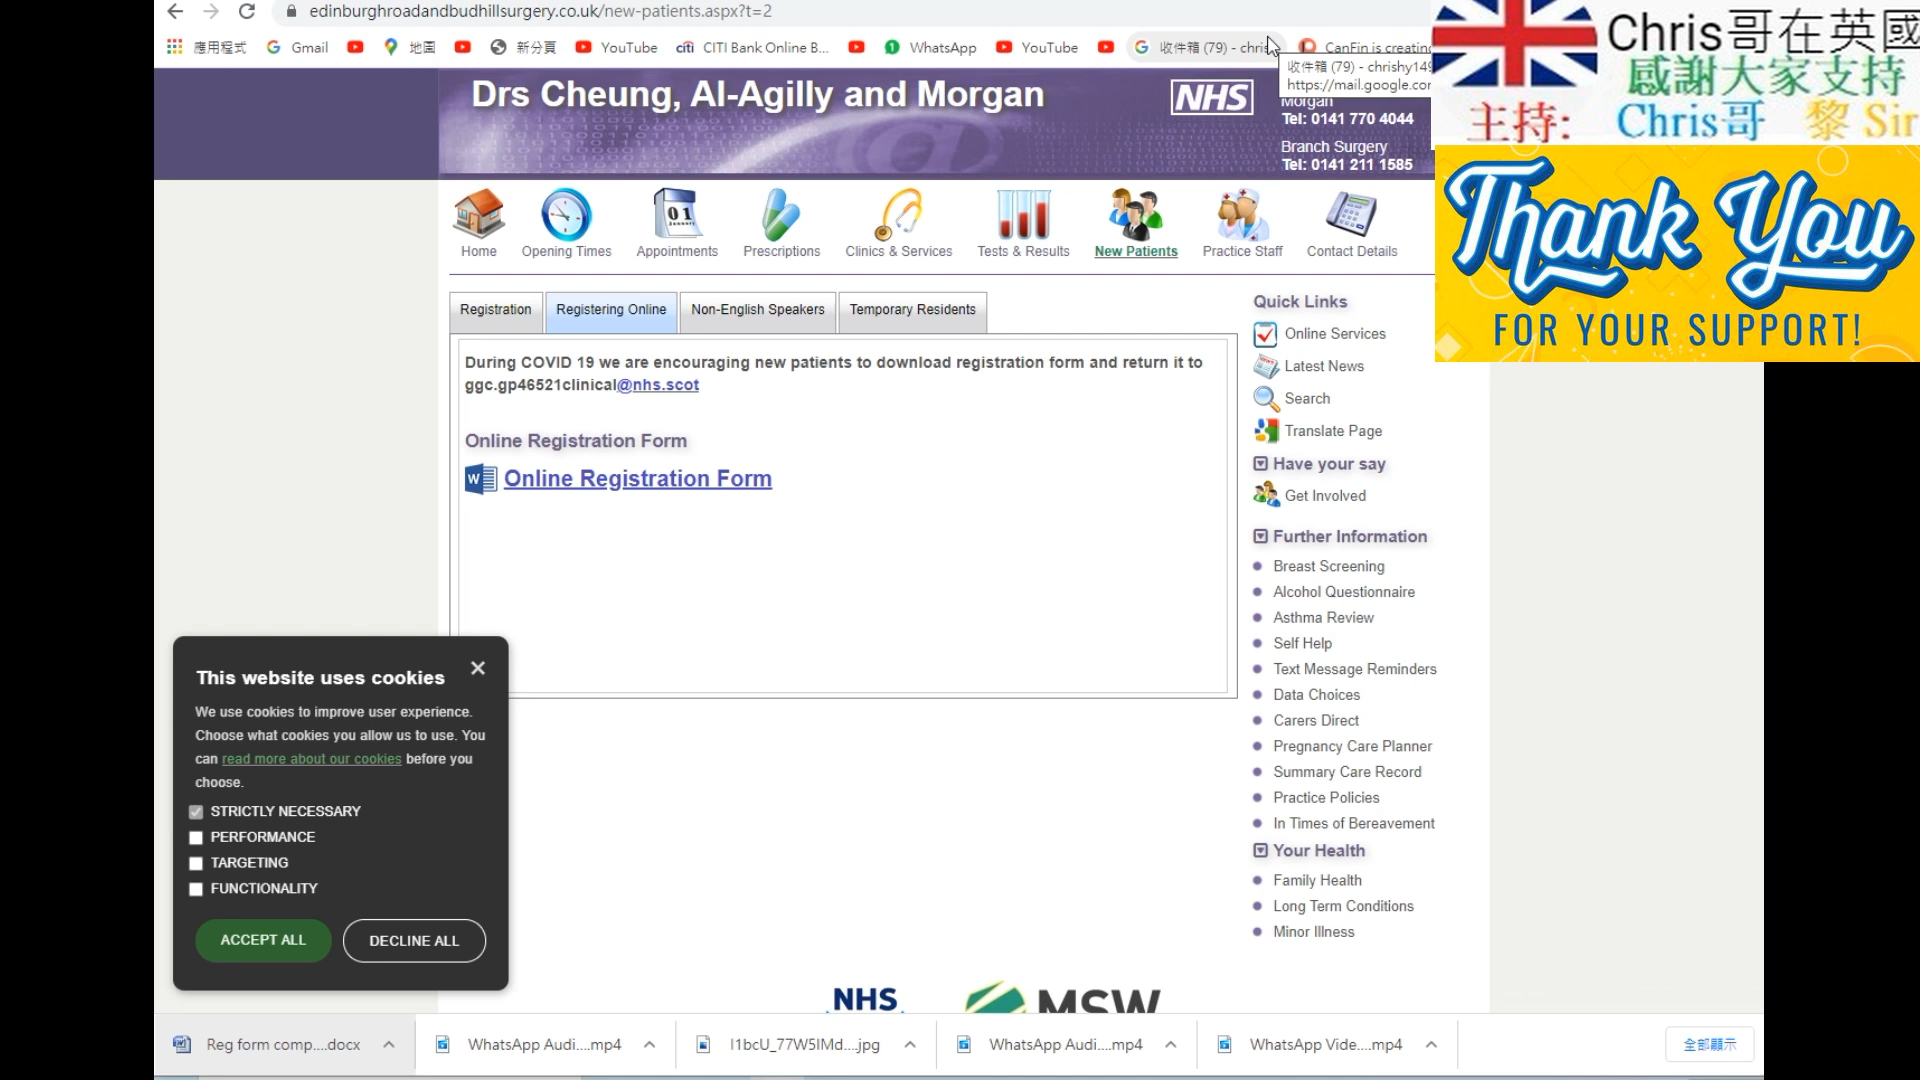 edinburghroadandbudhillsurgery.co.uk/new-patients.aspx?t=2
應用程式 Gmail 地圖 新分頁 YouTube citi CITI Bank Online B... WhatsApp YouTube 收件箱 (79) - chris CanFin is creating
收件箱 (79) - chrishy149
https://mail.google.com
Chris哥在英國
感謝大家支持
主持: Chris哥 黎 Sir
Thank You
FOR YOUR SUPPORT!
Drs Cheung, Al-Agilly and Morgan
NHS
Morgan
Tel: 0141 770 4044
Branch Surgery
Tel: 0141 211 1585
01
January
Home Opening Times Appointments Prescriptions Clinics & Services Tests & Results New Patients Practice Staff Contact Details
Registration Registering Online Non-English Speakers Temporary Residents
During COVID 19 we are encouraging new patients to download registration form and return it to
ggc.gp46521clinical@nhs.scot
Online Registration Form
Online Registration Form
Quick Links
Online Services
Latest News
Search
Translate Page
Have your say
Get Involved
Further Information
Breast Screening
Alcohol Questionnaire
Asthma Review
Self Help
Text Message Reminders
Data Choices
Carers Direct
Pregnancy Care Planner
Summary Care Record
Practice Policies
In Times of Bereavement
Your Health
Family Health
Long Term Conditions
Minor Illness
This website uses cookies
We use cookies to improve user experience.
Choose what cookies you allow us to use. You
can read more about our cookies before you
choose.
STRICTLY NECESSARY
PERFORMANCE
TARGETING
FUNCTIONALITY
ACCEPT ALL DECLINE ALL
NHS MSW
Reg form comp....docx WhatsApp Audi....mp4 I1bcU_77W5IMd....jpg WhatsApp Audi....mp4 WhatsApp Vide....mp4 全部顯示